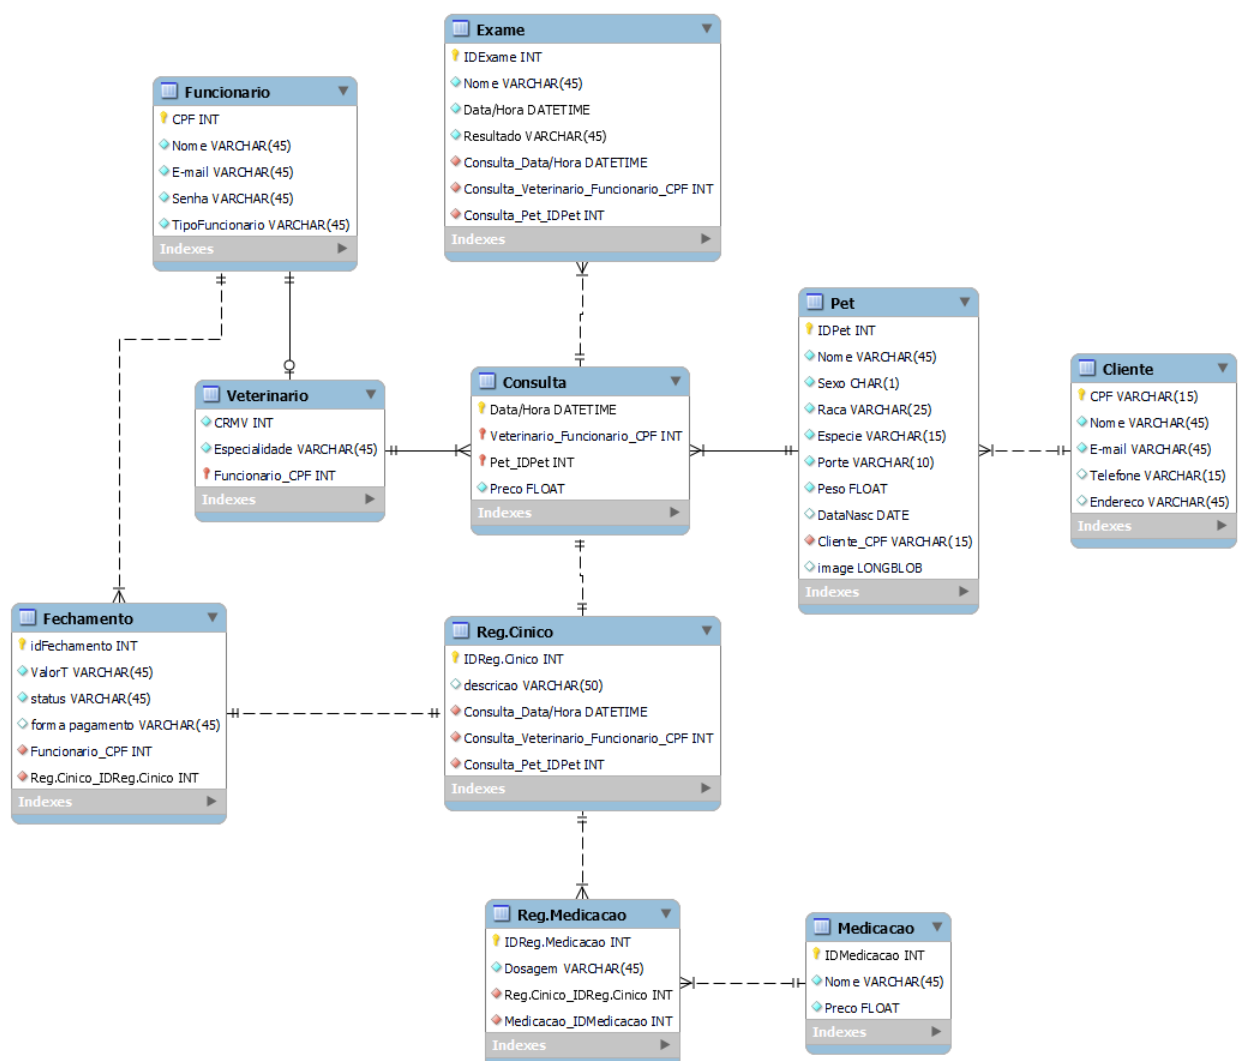 Exame
IDExame INT
Nome VARCHAR(45)
Data/Hora DATETIME
Resultado VARCHAR(45)
Consulta_Data/Hora DATETIME
Consulta_Veterinario_Funcionario_CPF INT
Consulta_Pet_IDPet INT
Indexes
Funcionario
CPF INT
Nome VARCHAR(45)
E-mail VARCHAR(45)
Senha VARCHAR(45)
TipoFuncionario VARCHAR(45)
Indexes
Pet
IDPet INT
Nome VARCHAR(45)
Sexo CHAR(1)
Raca VARCHAR(25)
Especie VARCHAR(15)
Porte VARCHAR(10)
Peso FLOAT
DataNasc DATE
Cliente_CPF VARCHAR(15)
image LONGBLOB
Indexes
Cliente
CPF VARCHAR(15)
Nome VARCHAR(45)
E-mail VARCHAR(45)
Telefone VARCHAR(15)
Endereco VARCHAR(45)
Indexes
Veterinario
CRMV INT
Especialidade VARCHAR(45)
Funcionario_CPF INT
Indexes
Consulta
Data/Hora DATETIME
Veterinario_Funcionario_CPF INT
Pet_IDPet INT
Preco FLOAT
Indexes
Fechamento
idFechamento INT
ValorT VARCHAR(45)
status VARCHAR(45)
forma pagamento VARCHAR(45)
Funcionario_CPF INT
Reg.Cinico_IDReg.Cinico INT
Indexes
Reg.Cinico
IDReg.Cinico INT
descricao VARCHAR(50)
Consulta_Data/Hora DATETIME
Consulta_Veterinario_Funcionario_CPF INT
Consulta_Pet_IDPet INT
Indexes
Reg.Medicacao
IDReg.Medicacao INT
Dosagem VARCHAR(45)
Reg.Cinico_IDReg.Cinico INT
Medicacao_IDMedicacao INT
Indexes
Medicacao
IDMedicacao INT
Nome VARCHAR(45)
Preco FLOAT
Indexes